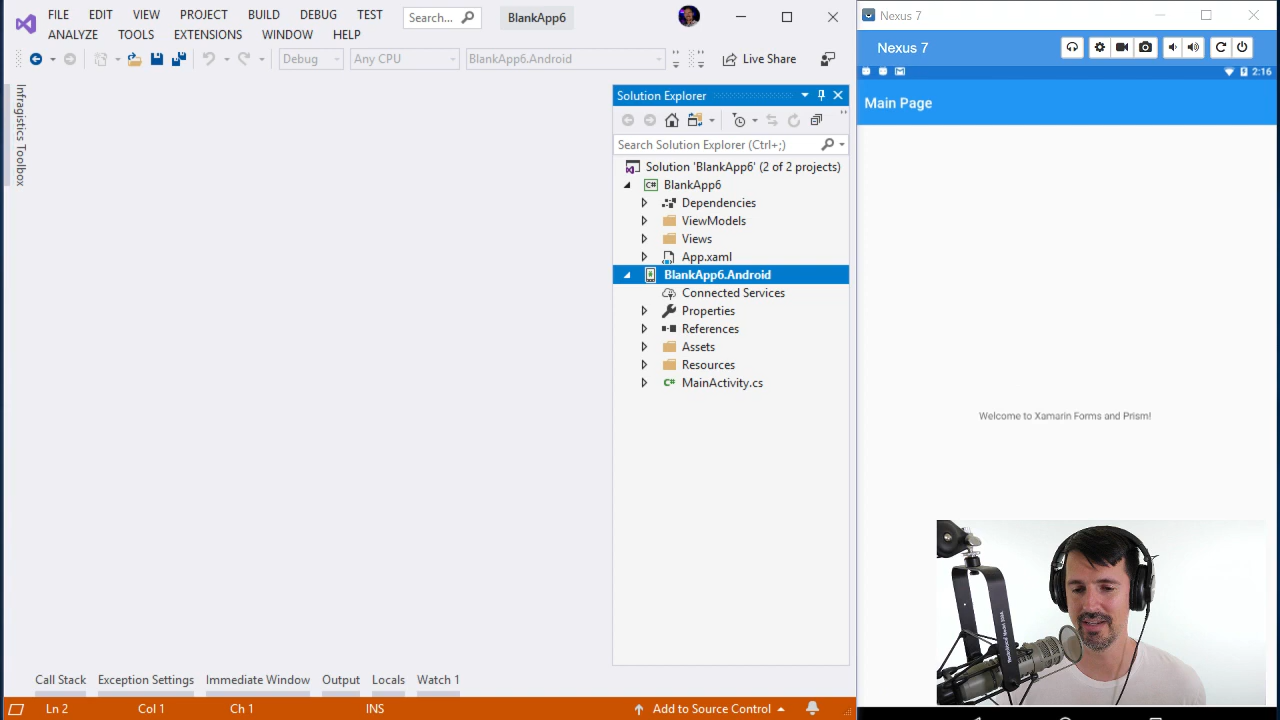 FILE EDIT VIEW PROJECT BUILD DEBUG TEST Search... BlankApp6
ANALYZE TOOLS EXTENSIONS WINDOW HELP
Debug Any CPU BlankApp6.Android Live Share
Infragistics Toolbox
Solution Explorer
Search Solution Explorer (Ctrl+;)
Solution 'BlankApp6' (2 of 2 projects)
C# BlankApp6
Dependencies
ViewModels
Views
App.xaml
BlankApp6.Android
Connected Services
Properties
References
Assets
Resources
C# MainActivity.cs
Call Stack Exception Settings Immediate Window Output Locals Watch 1
Ln 2 Col 1 Ch 1 INS Add to Source Control
Nexus 7
Nexus 7
2:16
Main Page
Welcome to Xamarin Forms and Prism!